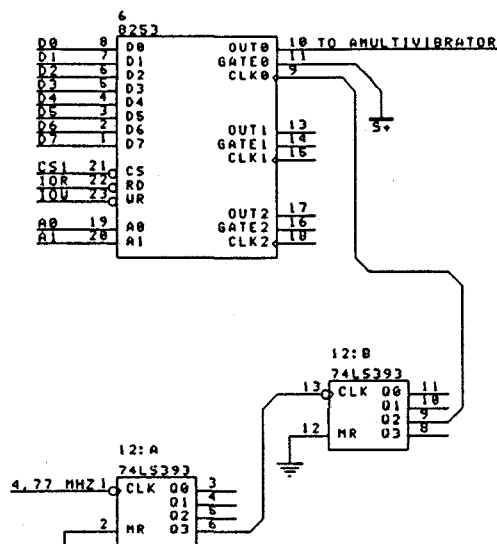 6
8253
D0 8 D0 OUT0 10 TO AMULTIVIBRATOR
D1 7 D1 GATE0 11
D2 6 D2 CLK0 9
D3 5 D3
D4 4 D4
D5 3 D5
D6 2 D6 OUT1 13
D7 1 D7 GATE1 14
CLK1 15
5+
CS1 21 CS
IOR 22 RD
IOW 23 WR
OUT2 17
A0 19 A0 GATE2 16
A1 20 A1 CLK2 18
12:B
74LS393
13 CLK Q0 11
Q1 10
Q2 9
12 MR Q3 8
12:A
74LS393
4,77 MHZ 1 CLK Q0 3
Q1 4
Q2 5
2 MR Q3 6